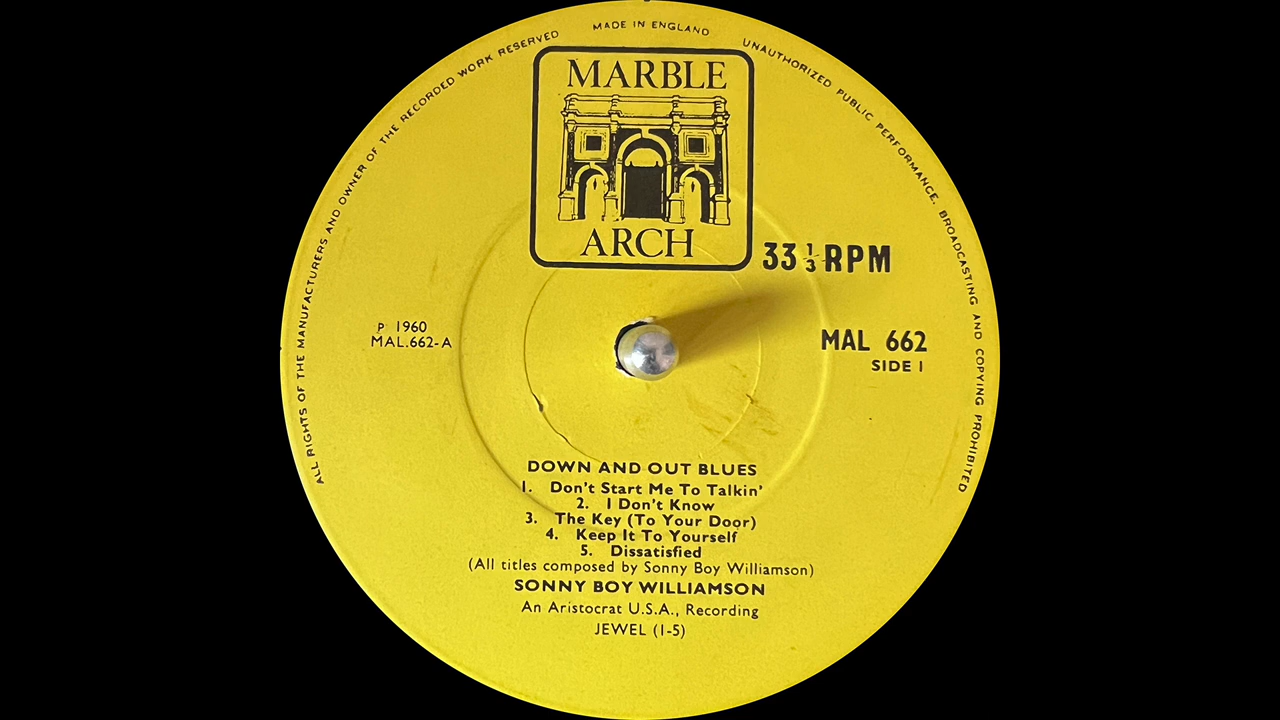 ALL RIGHTS OF THE MANUFACTURERS AND OWNER OF THE RECORDED WORK RESERVED
MADE IN ENGLAND
UNAUTHORIZED PUBLIC PERFORMANCE, BROADCASTING AND COPYING PROHIBITED
MARBLE
ARCH
33 1/3 RPM
P 1960
MAL.662-A
MAL 662
SIDE 1
DOWN AND OUT BLUES
1. Don't Start Me To Talkin'
2. I Don't Know
3. The Key (To Your Door)
4. Keep It To Yourself
5. Dissatisfied
(All titles composed by Sonny Boy Williamson)
SONNY BOY WILLIAMSON
An Aristocrat U.S.A., Recording
JEWEL (1-5)